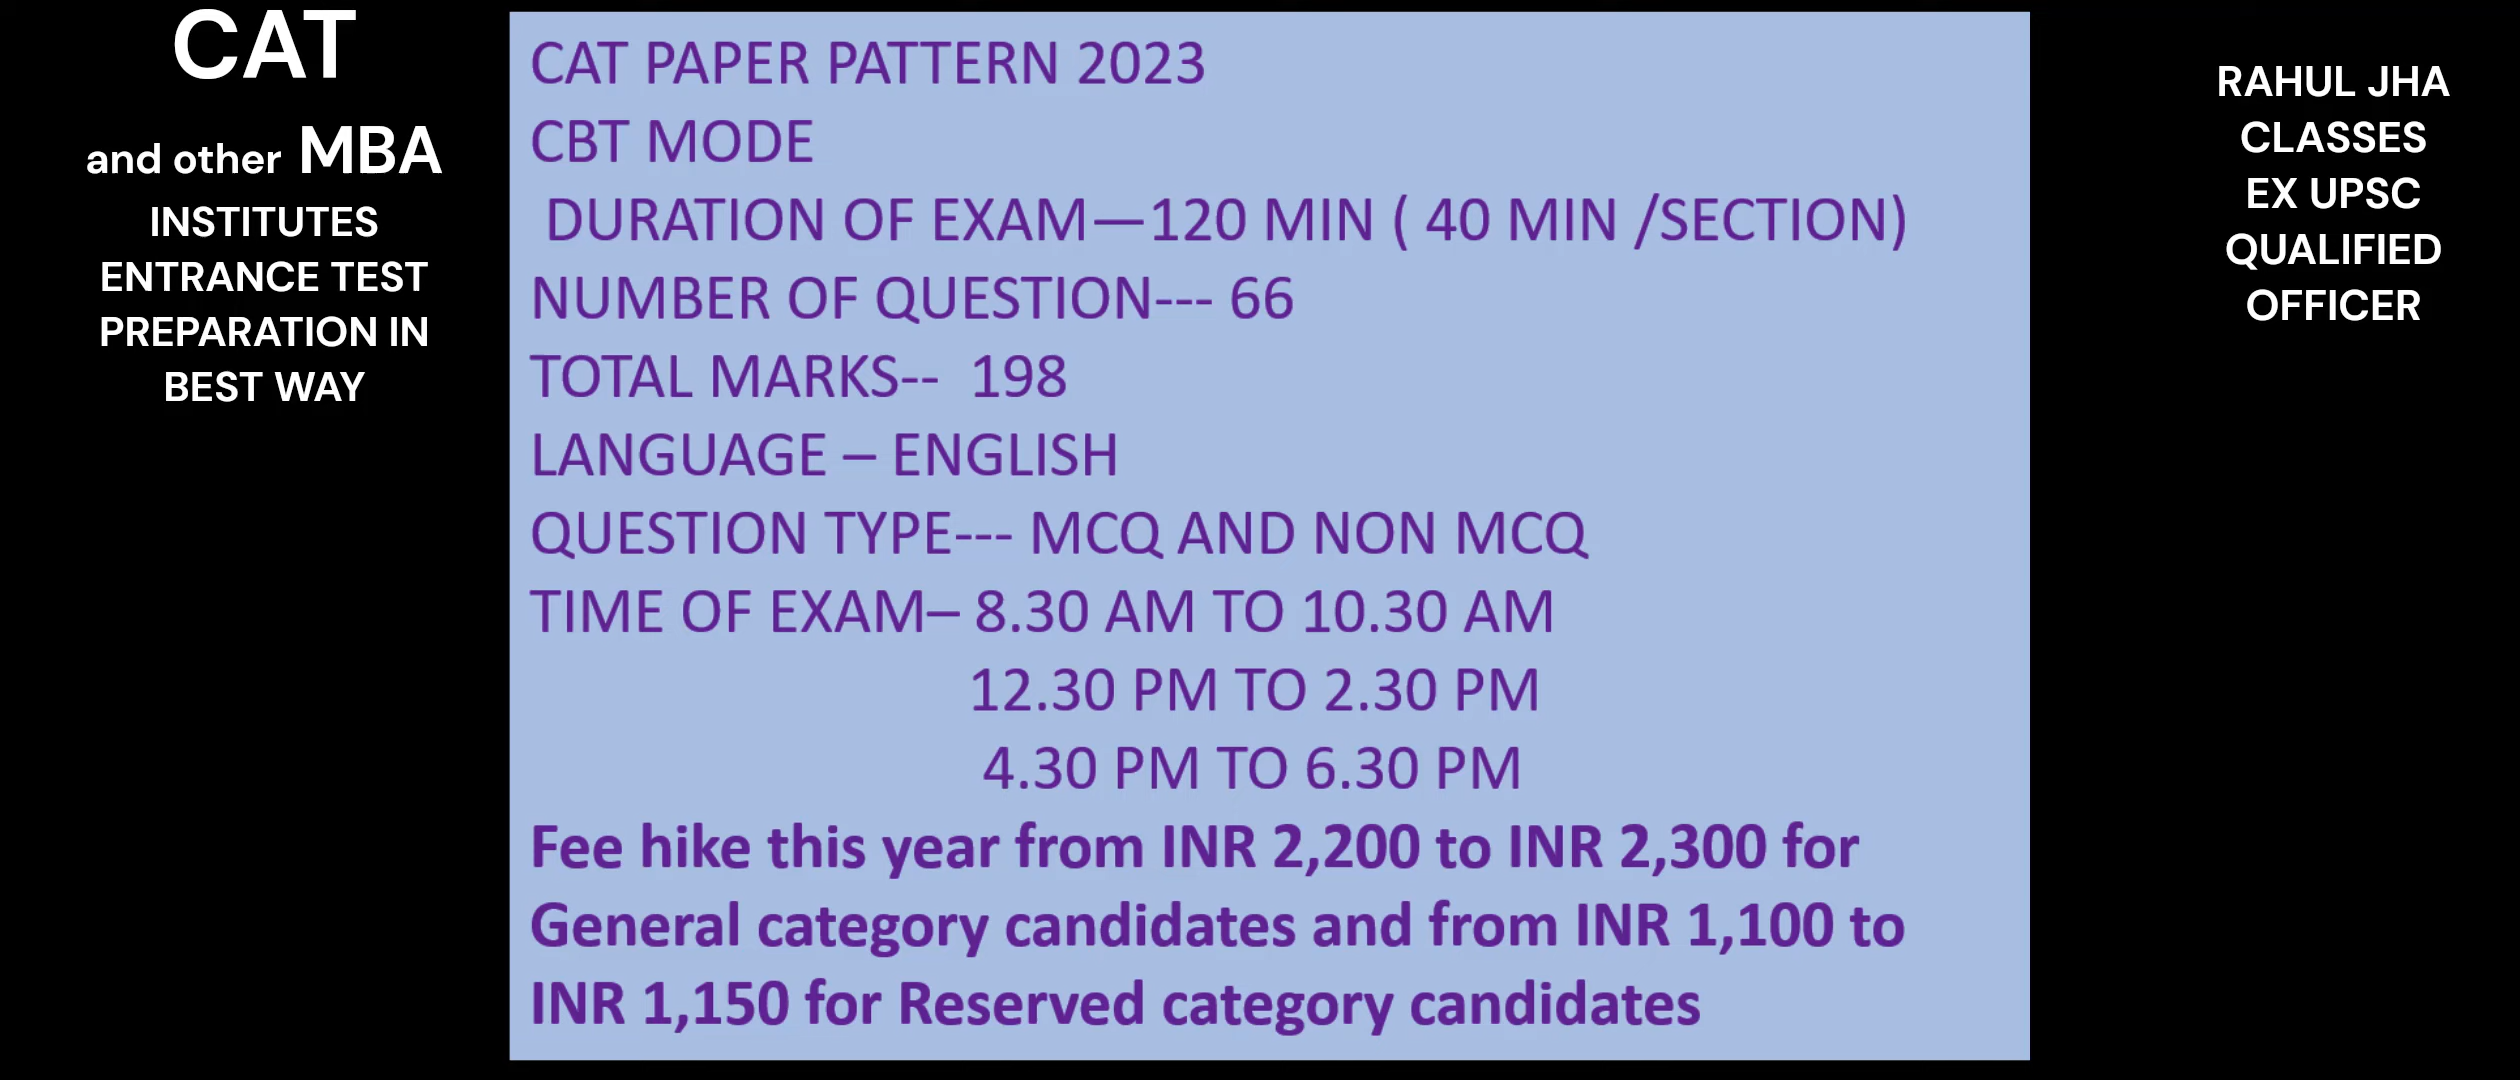 CAT
and other MBA
INSTITUTES
ENTRANCE TEST
PREPARATION IN
BEST WAY
CAT PAPER PATTERN 2023
CBT MODE
DURATION OF EXAM—120 MIN ( 40 MIN /SECTION)
NUMBER OF QUESTION--- 66
TOTAL MARKS-- 198
LANGUAGE – ENGLISH
QUESTION TYPE--- MCQ AND NON MCQ
TIME OF EXAM– 8.30 AM TO 10.30 AM
12.30 PM TO 2.30 PM
4.30 PM TO 6.30 PM
Fee hike this year from INR 2,200 to INR 2,300 for
General category candidates and from INR 1,100 to
INR 1,150 for Reserved category candidates
RAHUL JHA
CLASSES
EX UPSC
QUALIFIED
OFFICER